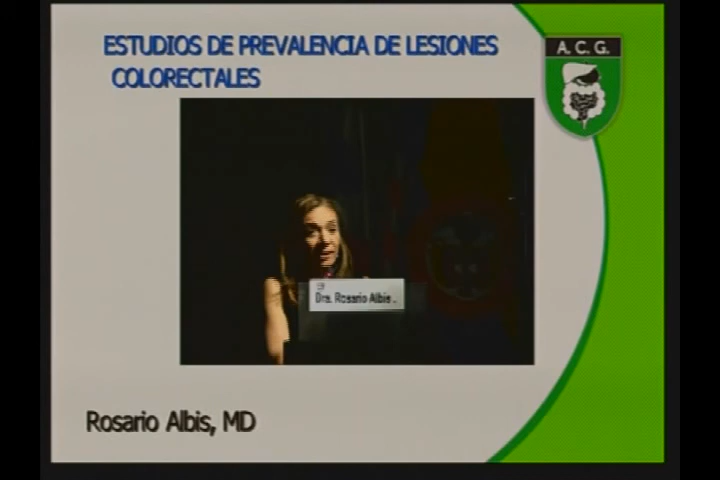 ESTUDIOS DE PREVALENCIA DE LESIONES
COLORECTALES
A. C. G.
Dra. Rosario Albis .
Rosario Albis, MD